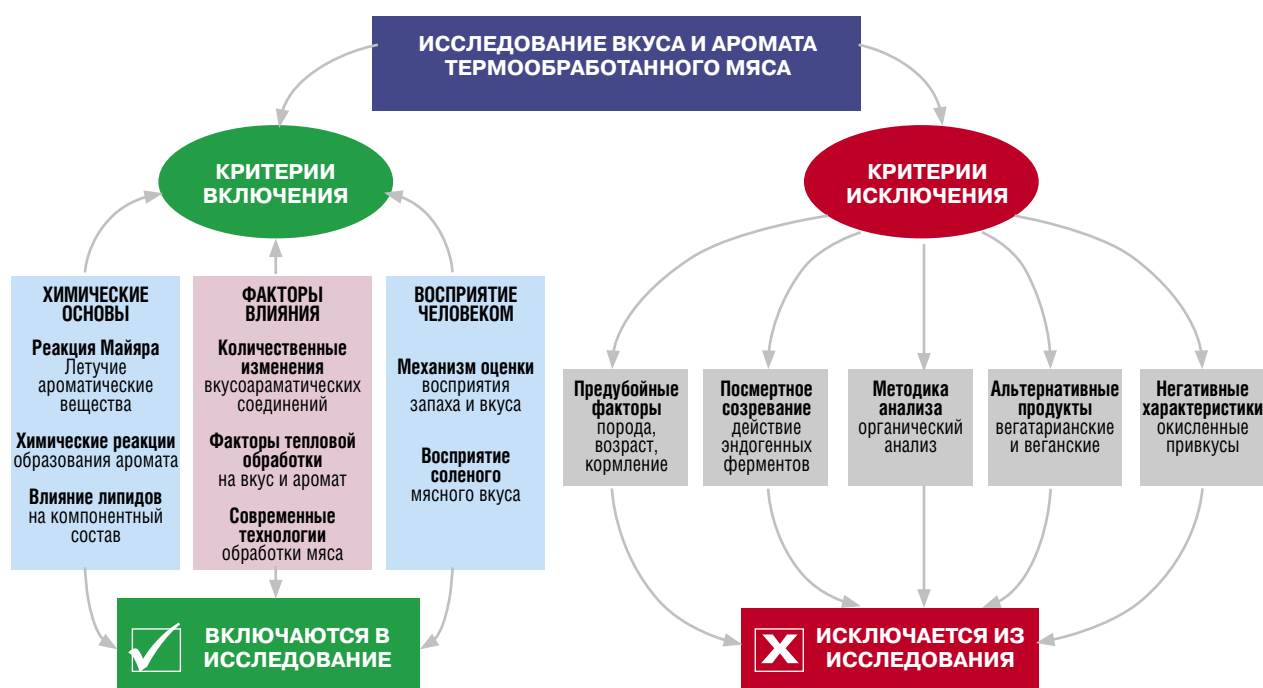 ИССЛЕДОВАНИЕ ВКУСА И АРОМАТА
ТЕРМООБРАБОТАННОГО МЯСА
КРИТЕРИИ
ВКЛЮЧЕНИЯ
КРИТЕРИИ
ИСКЛЮЧЕНИЯ
ХИМИЧЕСКИЕ
ОСНОВЫ
Реакция Майяра
Летучие
ароматические
вещества
Химические реакции
образования аромата
Влияние липидов
на компонентный
состав
ФАКТОРЫ
ВЛИЯНИЯ
Количественные
изменения
вкусоараматических
соединений
Факторы тепловой
обработки
на вкус и аромат
Современные
технологии
обработки мяса
ВОСПРИЯТИЕ
ЧЕЛОВЕКОМ
Механизм оценки
восприятия
запаха и вкуса
Восприятие
соленого
мясного вкуса
Предубойные
факторы
порода,
возраст,
кормление
Посмертное
созревание
действие
эндогенных
ферментов
Методика
анализа
органический
анализ
Альтернативные
продукты
вегатарианские
и веганские
Негативные
характеристики
окисленные
привкусы
ВКЛЮЧАЮТСЯ В
ИССЛЕДОВАНИЕ
ИСКЛЮЧАЕТСЯ ИЗ
ИССЛЕДОВАНИЯ